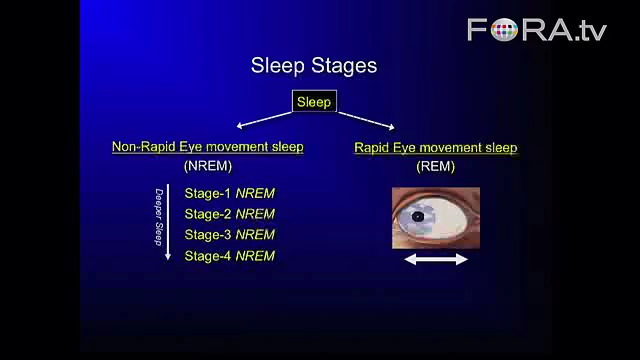 FORA.tv
Sleep Stages
Sleep
Non-Rapid Eye movement sleep
(NREM)
Rapid Eye movement sleep
(REM)
Deeper Sleep
Stage-1 NREM
Stage-2 NREM
Stage-3 NREM
Stage-4 NREM